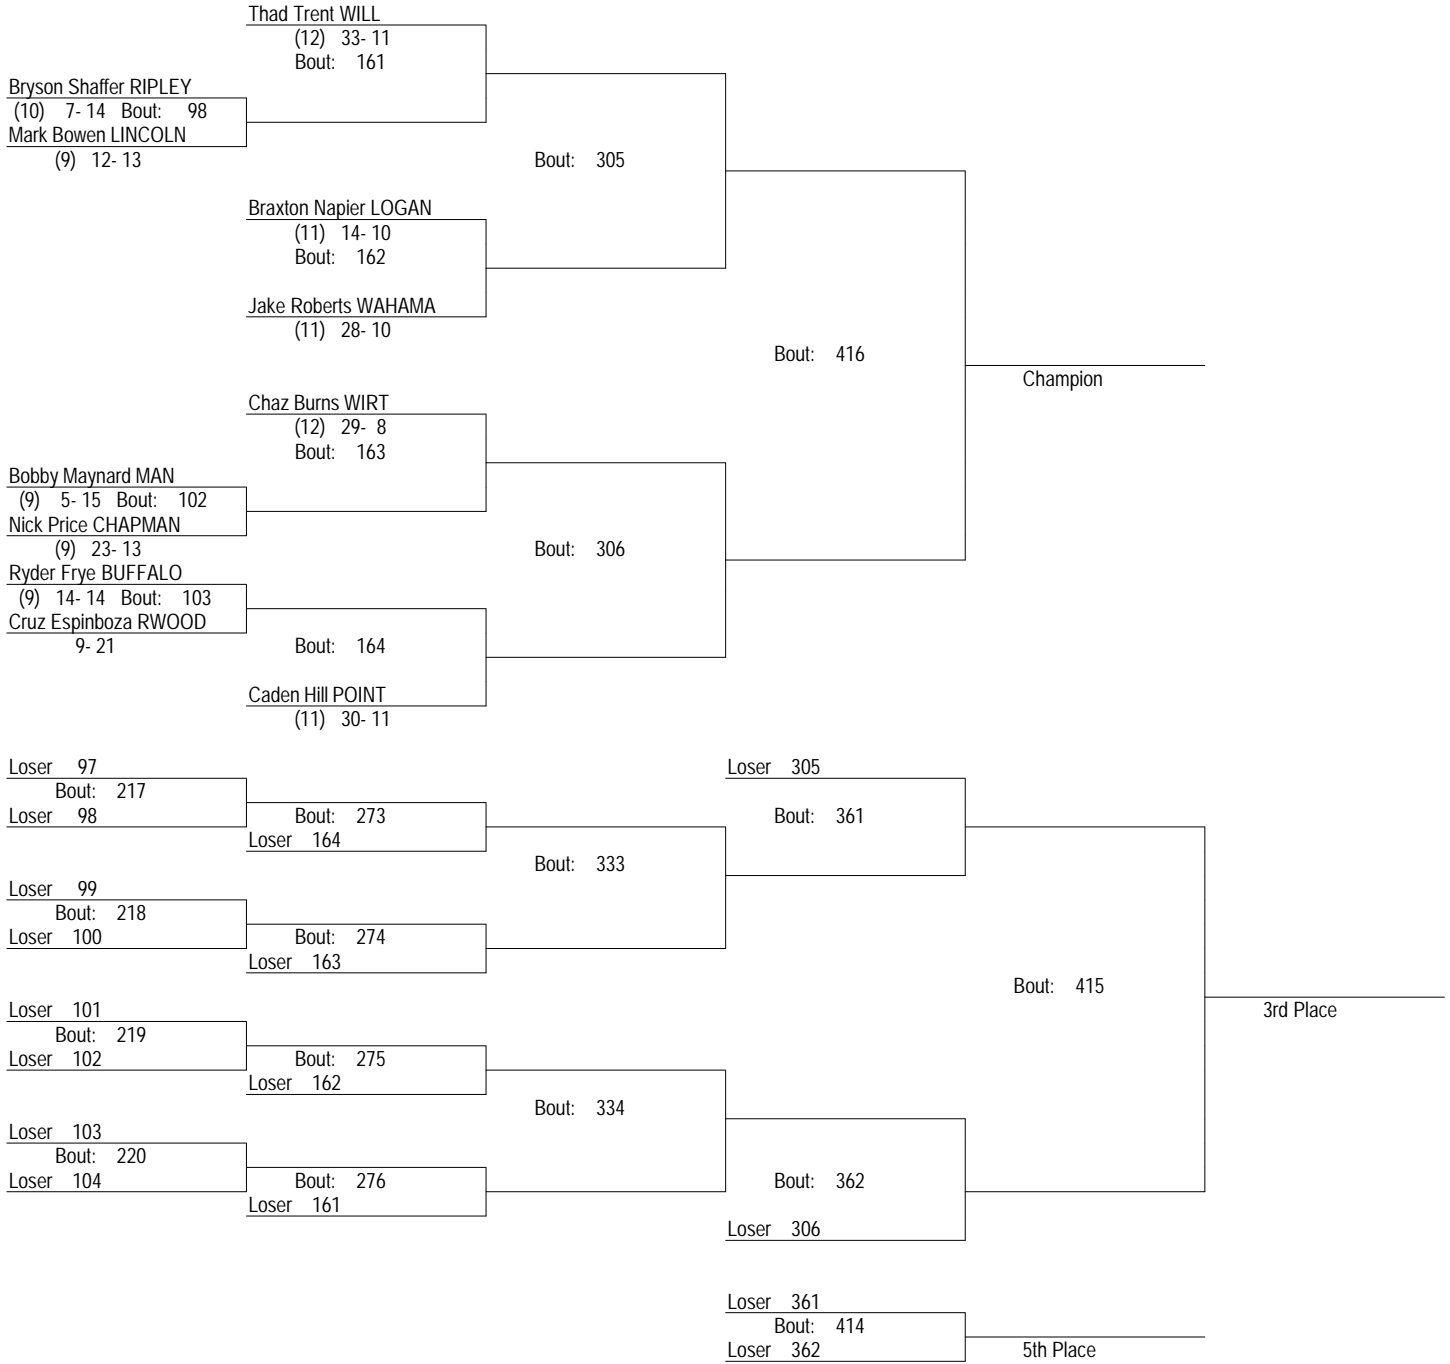 Thad Trent WILL
(12) 33- 11
Bout: 161
Bryson Shaffer RIPLEY
(10) 7- 14 Bout: 98
Mark Bowen LINCOLN
(9) 12- 13
Bout: 305
Braxton Napier LOGAN
(11) 14- 10
Bout: 162
Jake Roberts WAHAMA
(11) 28- 10
Bout: 416
Champion
Chaz Burns WIRT
(12) 29- 8
Bout: 163
Bobby Maynard MAN
(9) 5- 15 Bout: 102
Nick Price CHAPMAN
(9) 23- 13
Bout: 306
Ryder Frye BUFFALO
(9) 14- 14 Bout: 103
Cruz Espinboza RWOOD
9- 21
Bout: 164
Caden Hill POINT
(11) 30- 11
Loser 97
Bout: 217
Loser 98
Bout: 273
Loser 164
Bout: 333
Loser 305
Bout: 361
Loser 99
Bout: 218
Loser 100
Bout: 274
Loser 163
Bout: 415
3rd Place
Loser 101
Bout: 219
Loser 102
Bout: 275
Loser 162
Bout: 334
Loser 103
Bout: 220
Loser 104
Bout: 276
Loser 161
Bout: 362
Loser 306
Loser 361
Bout: 414
Loser 362
5th Place